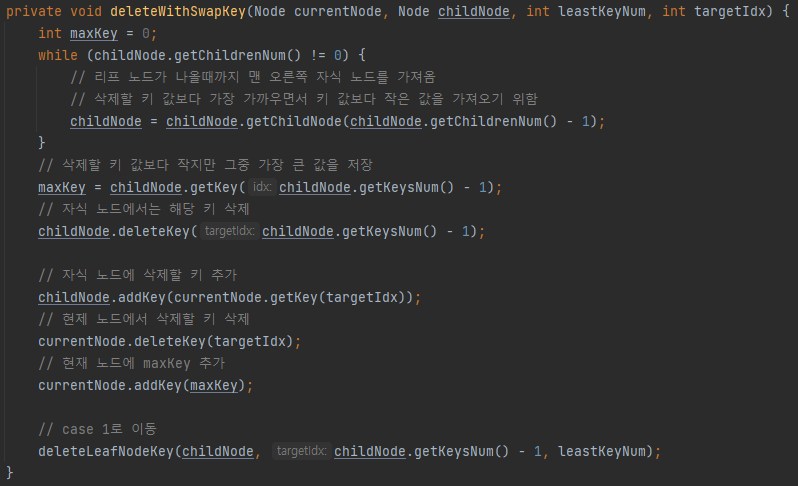 private void deleteWithSwapKey(Node currentNode, Node childNode, int leastKeyNum, int targetIdx) {
    int maxKey = 0;
    while (childNode.getChildrenNum() != 0) {
        // 리프 노드가 나올때까지 맨 오른쪽 자식 노드를 가져옴
        // 삭제할 키 값보다 가장 가까우면서 키 값보다 작은 값을 가져오기 위함
        childNode = childNode.getChildNode(childNode.getChildrenNum() - 1);
    }
    // 삭제할 키 값보다 작지만 그중 가장 큰 값을 저장
    maxKey = childNode.getKey( idx: childNode.getKeysNum() - 1);
    // 자식 노드에서는 해당 키 삭제
    childNode.deleteKey( targetIdx: childNode.getKeysNum() - 1);

    // 자식 노드에 삭제할 키 추가
    childNode.addKey(currentNode.getKey(targetIdx));
    // 현제 노드에서 삭제할 키 삭제
    currentNode.deleteKey(targetIdx);
    // 현재 노드에 maxKey 추가
    currentNode.addKey(maxKey);

    // case 1로 이동
    deleteLeafNodeKey(childNode, targetIdx: childNode.getKeysNum() - 1, leastKeyNum);
}